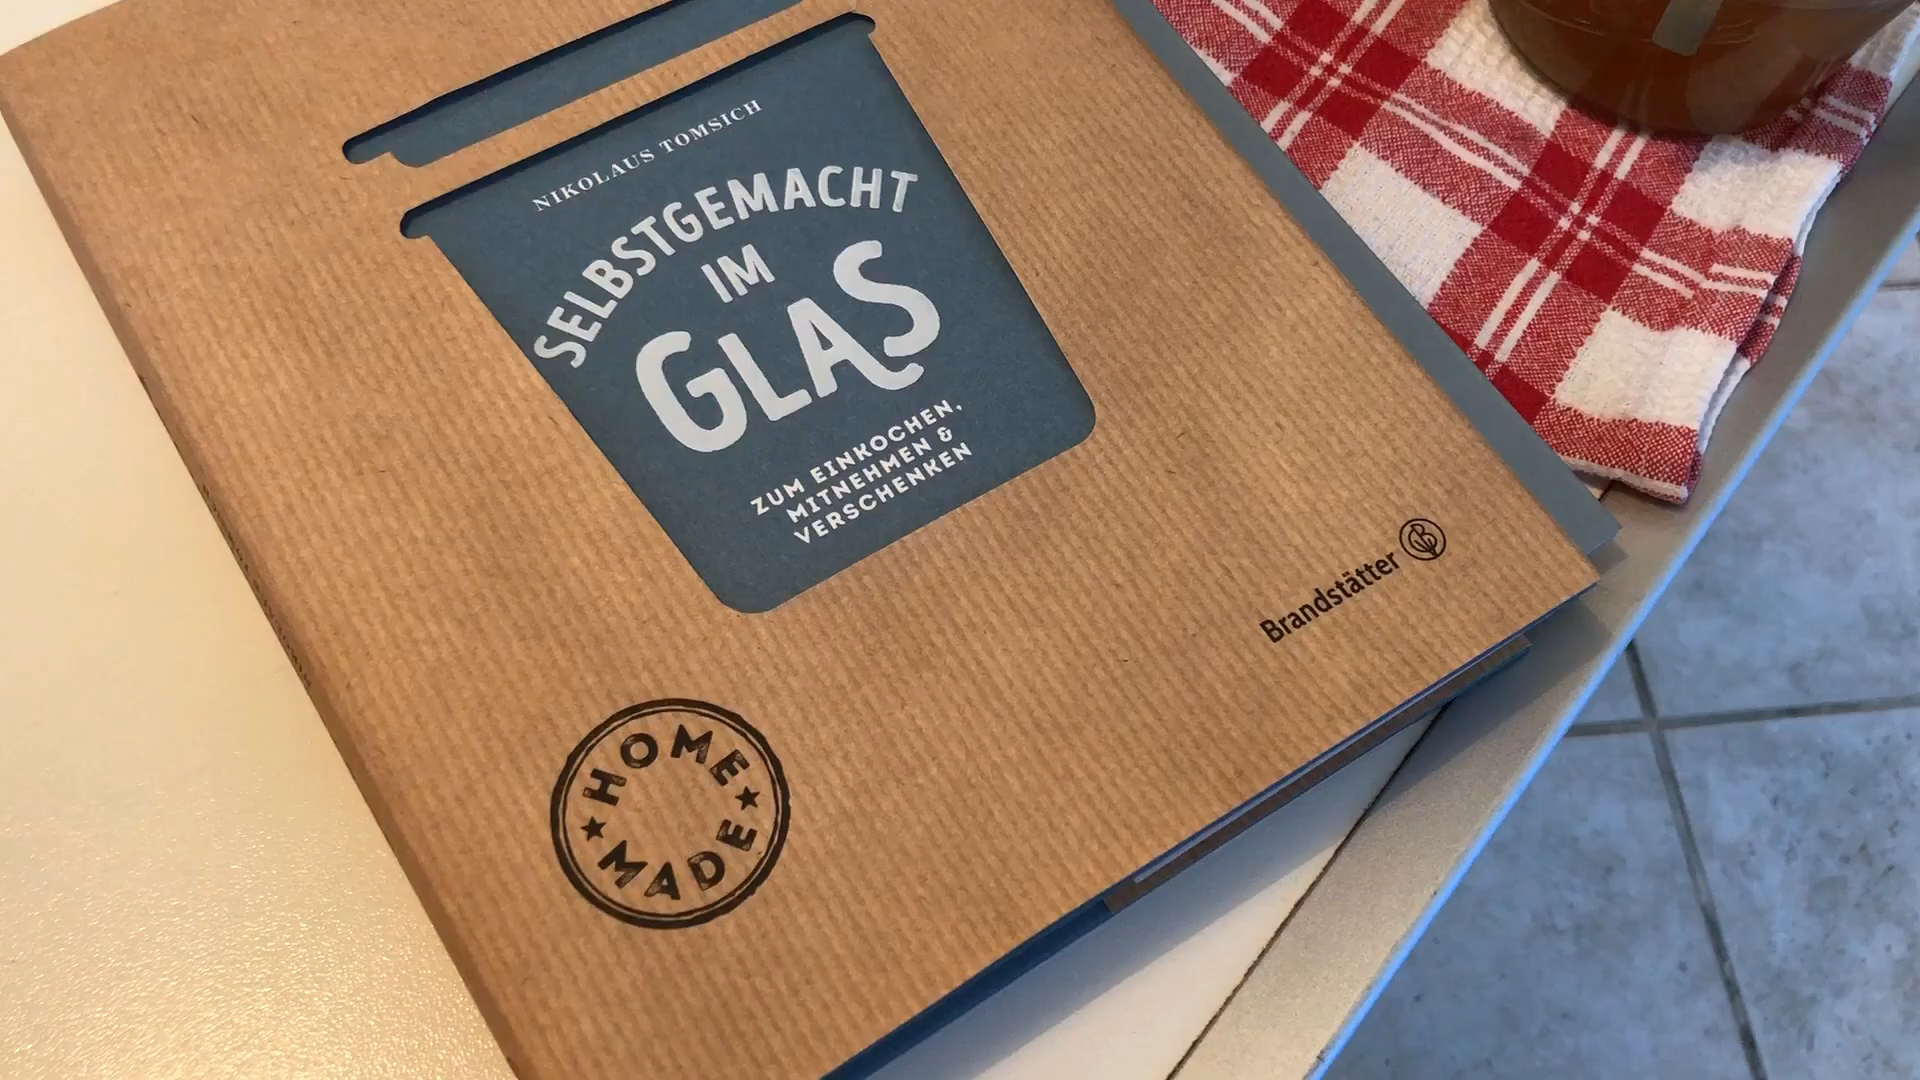 NIKOLAUS TOMSICH
SELBSTGEMACHT
IM
GLAS
ZUM EINKOCHEN,
MITNEHMEN &
VERSCHENKEN
Brandstätter
HOME
MADE